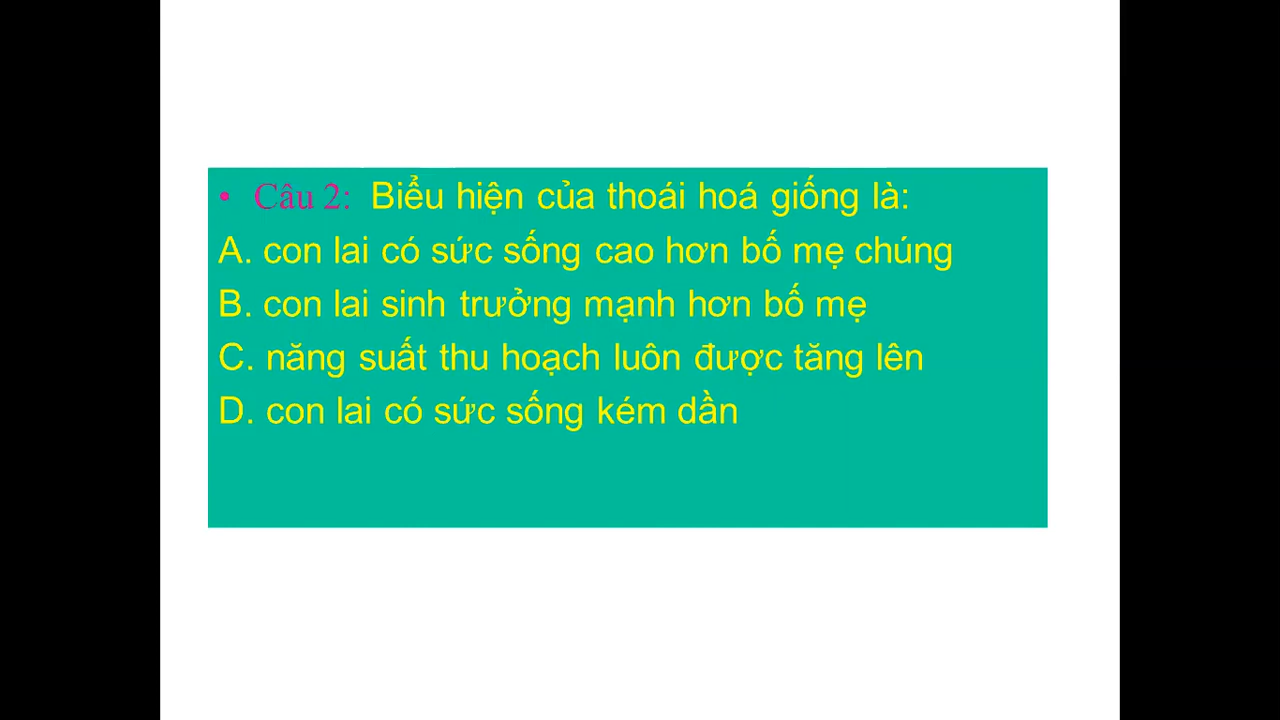 • Câu 2: Biểu hiện của thoái hoá giống là:
A. con lai có sức sống cao hơn bố mẹ chúng
B. con lai sinh trưởng mạnh hơn bố mẹ
C. năng suất thu hoạch luôn được tăng lên
D. con lai có sức sống kém dần